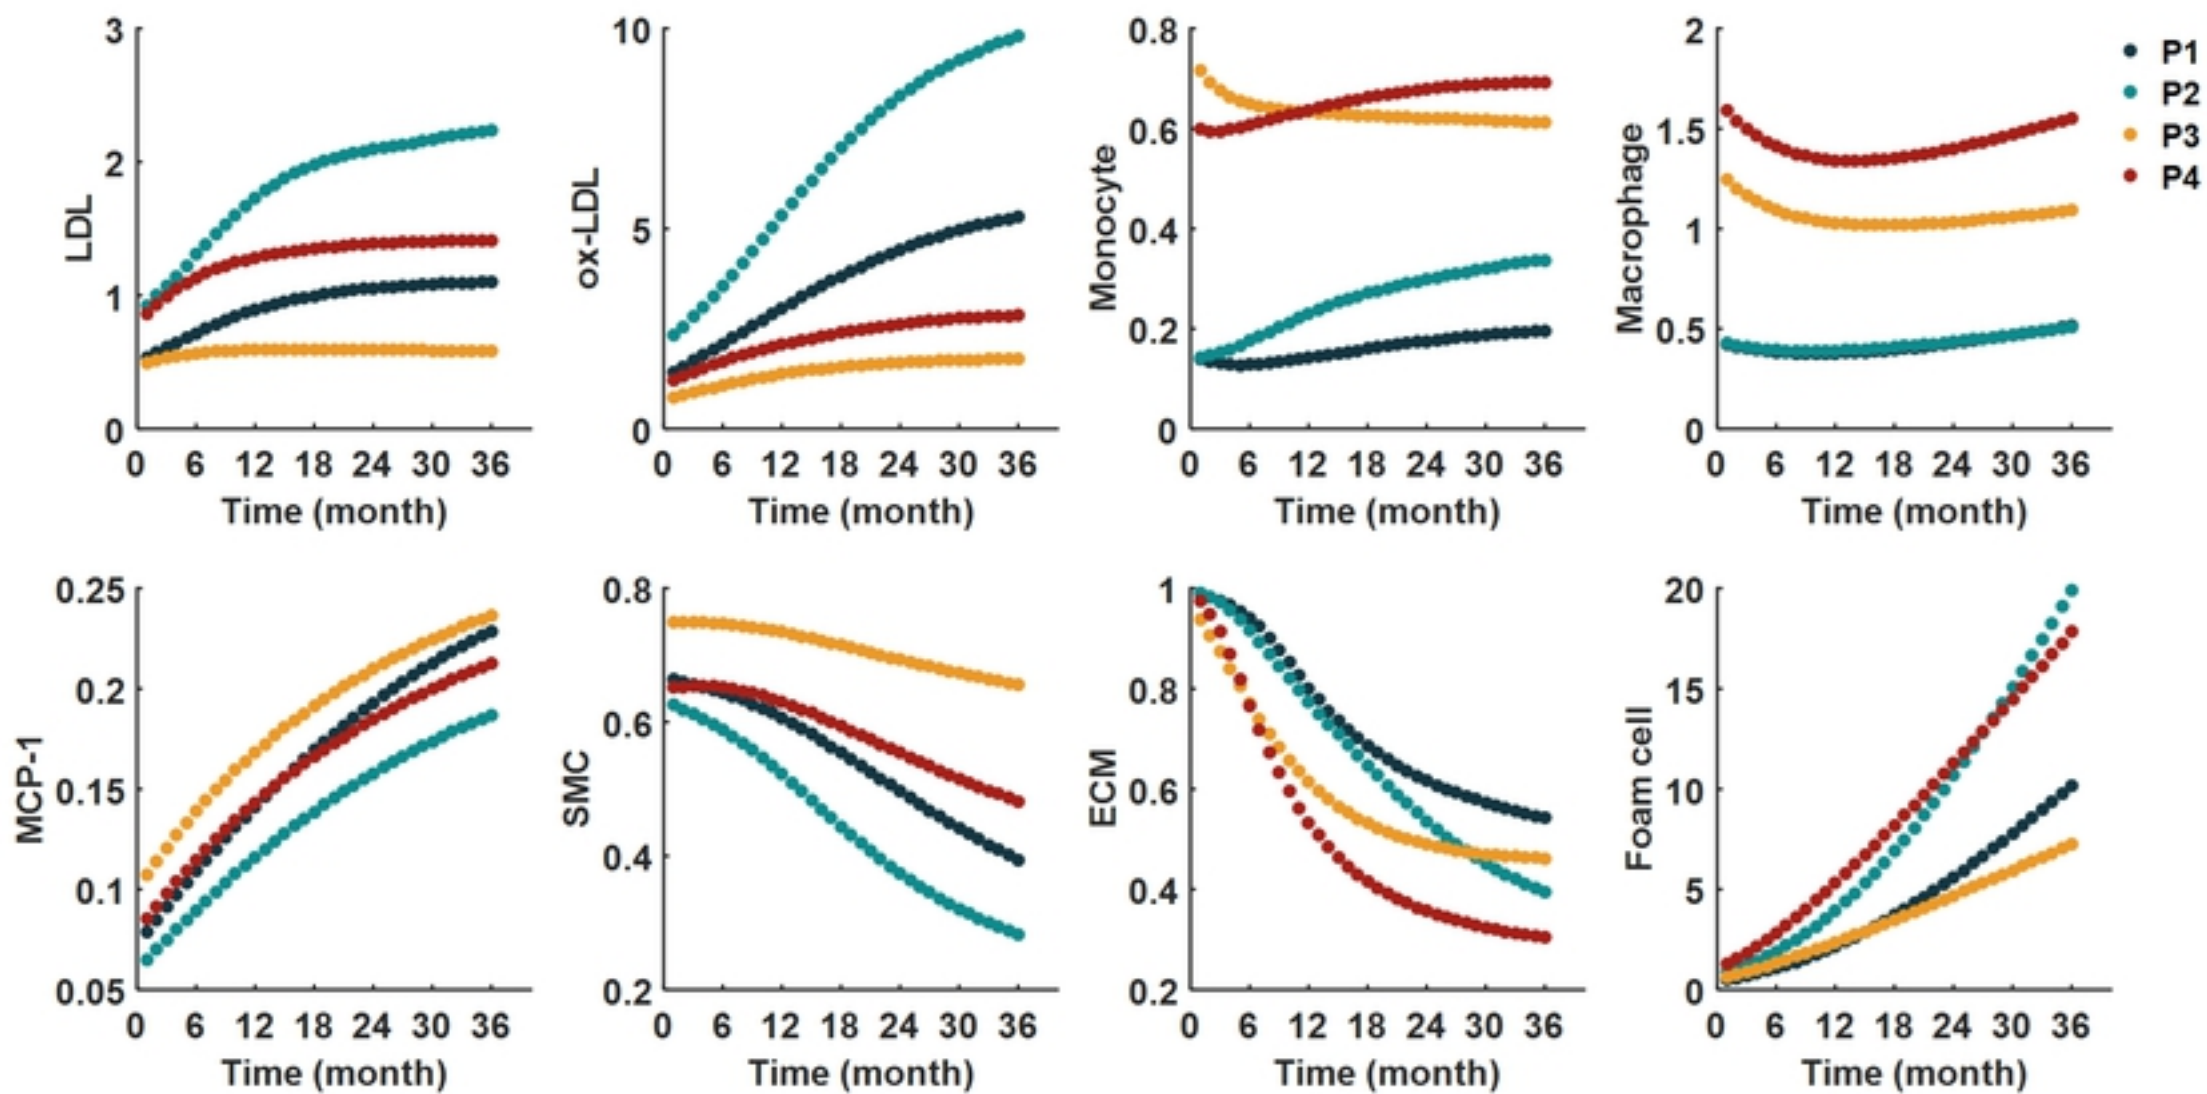 LDL
3
2
1
0
0 6 12 18 24 30 36
Time (month)
ox-LDL
10
5
0
0 6 12 18 24 30 36
Time (month)
Monocyte
0.8
0.6
0.4
0.2
0
0 6 12 18 24 30 36
Time (month)
Macrophage
2
1.5
1
0.5
0
0 6 12 18 24 30 36
Time (month)
P1
P2
P3
P4
MCP-1
0.25
0.2
0.15
0.1
0.05
0 6 12 18 24 30 36
Time (month)
SMC
0.8
0.6
0.4
0.2
0 6 12 18 24 30 36
Time (month)
ECM
1
0.8
0.6
0.4
0.2
0 6 12 18 24 30 36
Time (month)
Foam cell
20
15
10
5
0
0 6 12 18 24 30 36
Time (month)